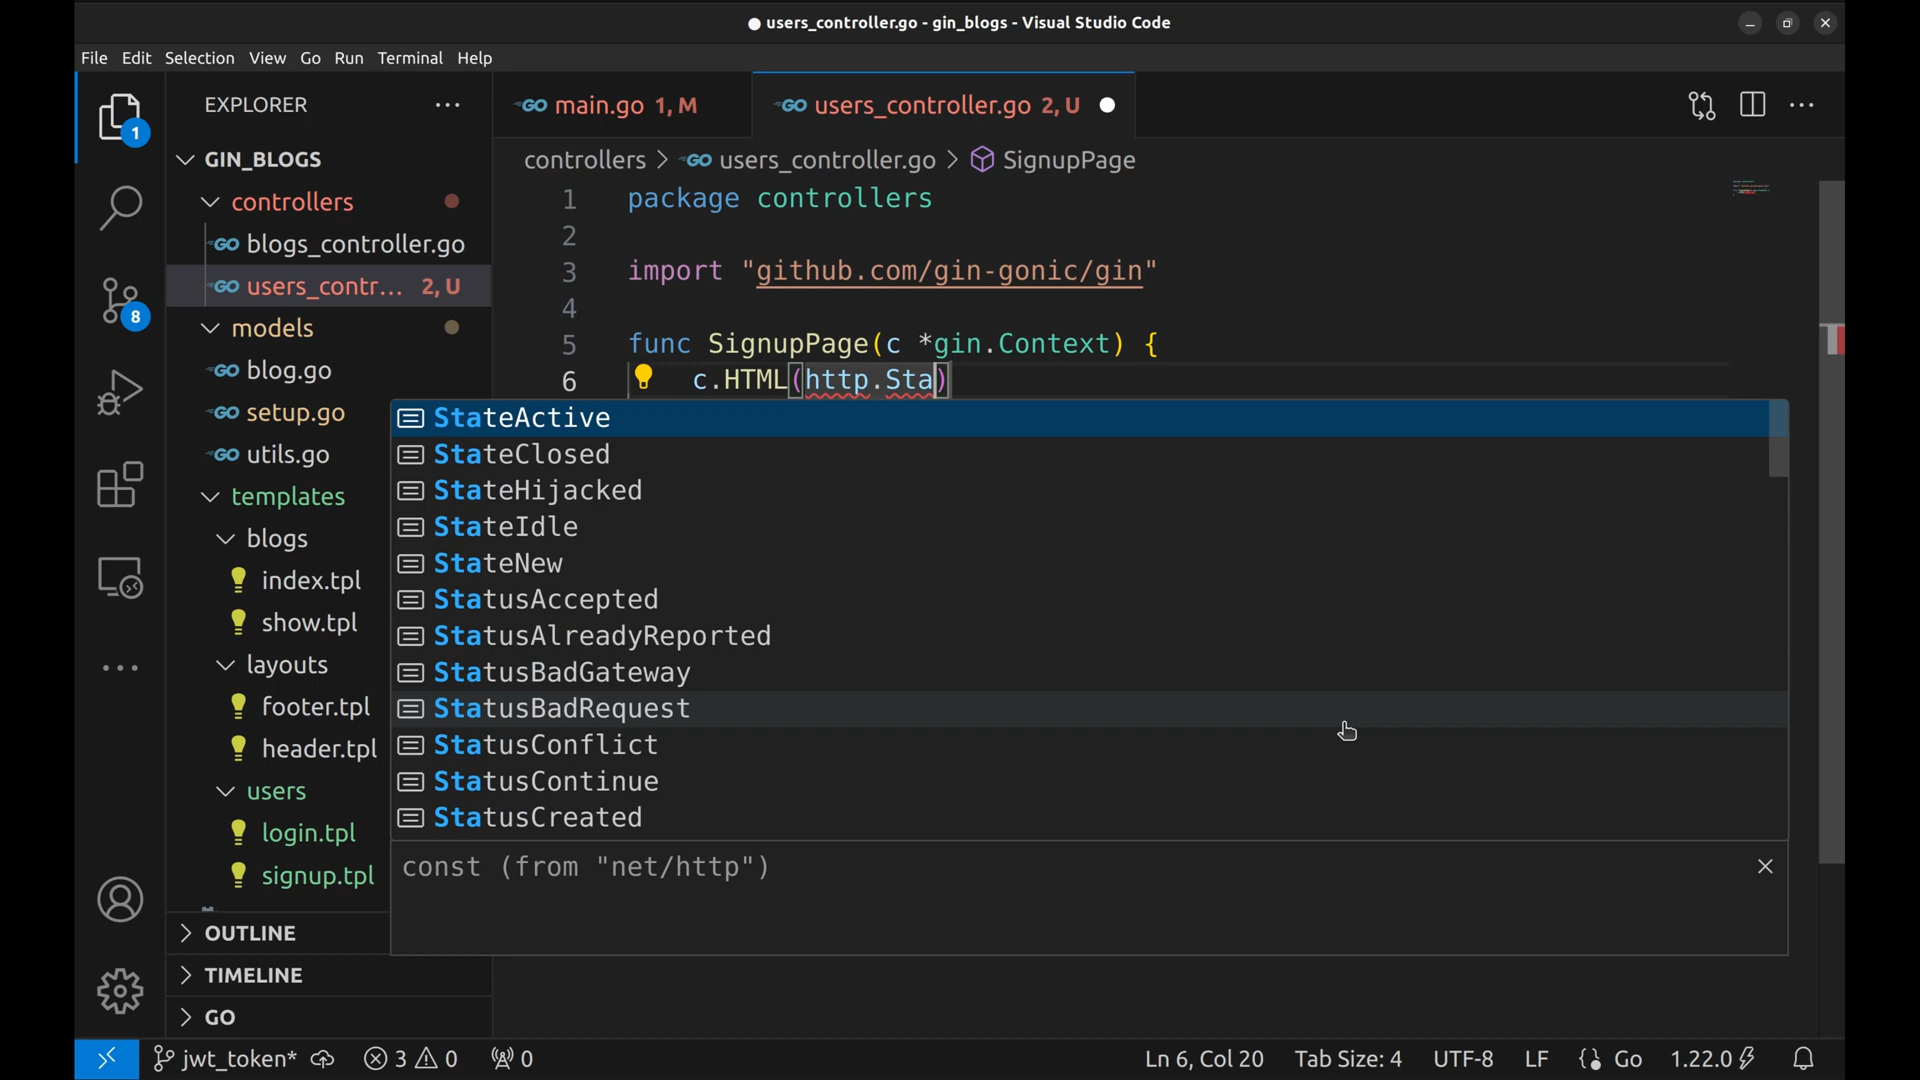 users_controller.go - gin_blogs - Visual Studio Code
File Edit Selection View Go Run Terminal Help
EXPLORER
main.go 1, M
users_controller.go 2, U
controllers > users_controller.go > SignupPage
GIN_BLOGS
controllers
blogs_controller.go
users_contr... 2, U
models
blog.go
setup.go
utils.go
templates
blogs
index.tpl
show.tpl
layouts
footer.tpl
header.tpl
users
login.tpl
signup.tpl
OUTLINE
TIMELINE
GO
1
8
1 package controllers
2
3 import "github.com/gin-gonic/gin"
4
5 func SignupPage(c *gin.Context) {
6 c.HTML(http.Sta)
StateActive
StateClosed
StateHijacked
StateIdle
StateNew
StatusAccepted
StatusAlreadyReported
StatusBadGateway
StatusBadRequest
StatusConflict
StatusContinue
StatusCreated
const (from "net/http")
jwt_token* 3 0 0 Ln 6, Col 20 Tab Size: 4 UTF-8 LF Go 1.22.0